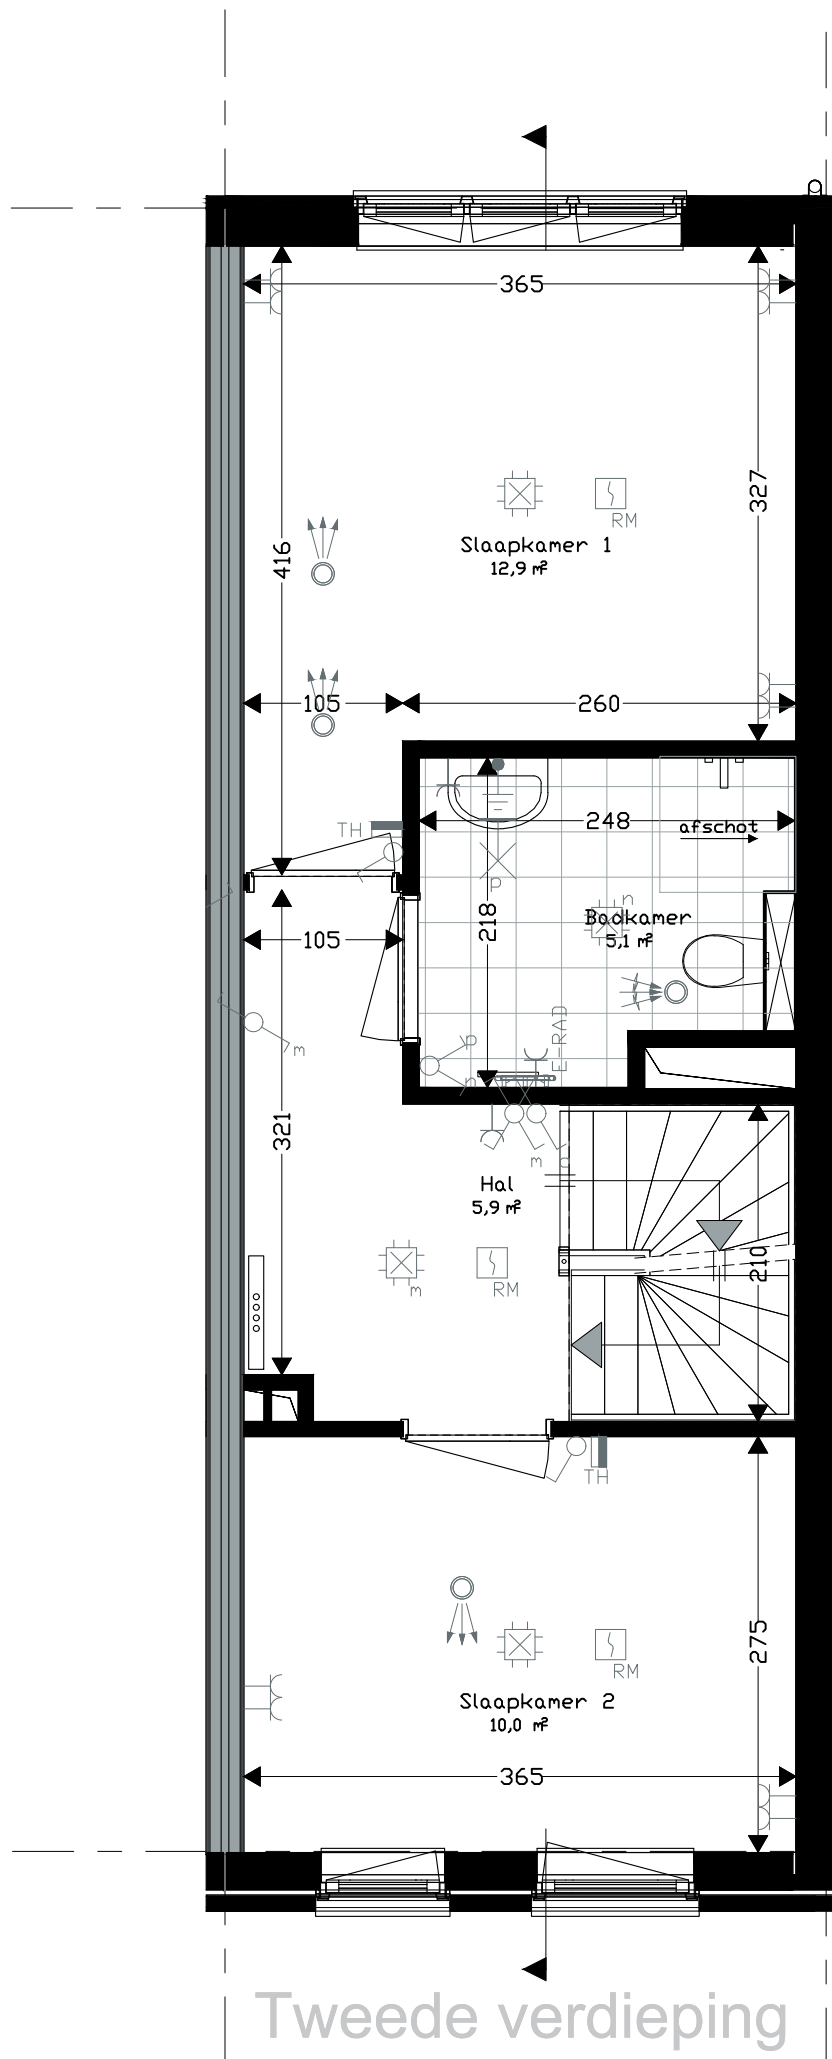 365
327
416
RM
Slaapkamer 1
12,9 m²
105
260
TH
248
afschot
P
218
n
Badkamer
5,1 m²
105
E-RAD
p
n
m
321
m
Hal
5,9 m²
210
m
RM
TH
275
RM
Slaapkamer 2
10,0 m²
365
Tweede verdieping